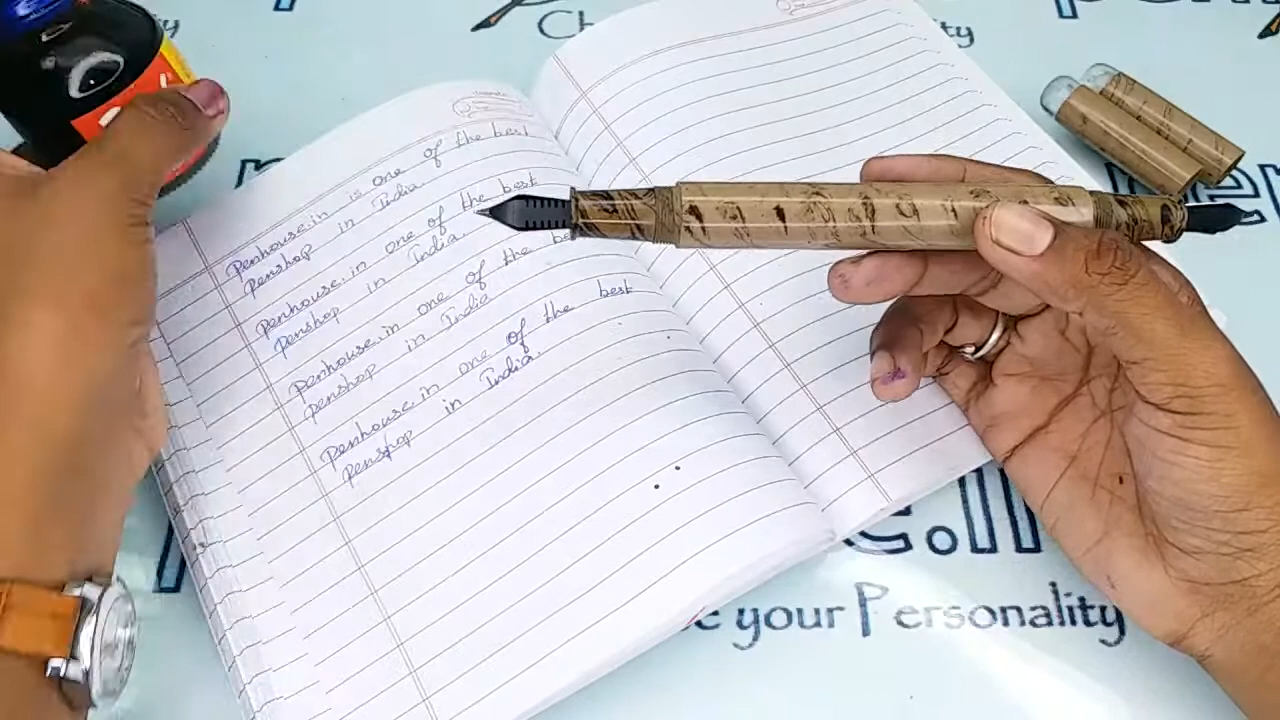 Penhouse.in is one of the best
penshop in India
Penhouse.in one of the best
penshop in India.
Penhouse.in one of the be
penshop in India
Penhouse.in one of the best
penshop in India.
e.in
your Personality